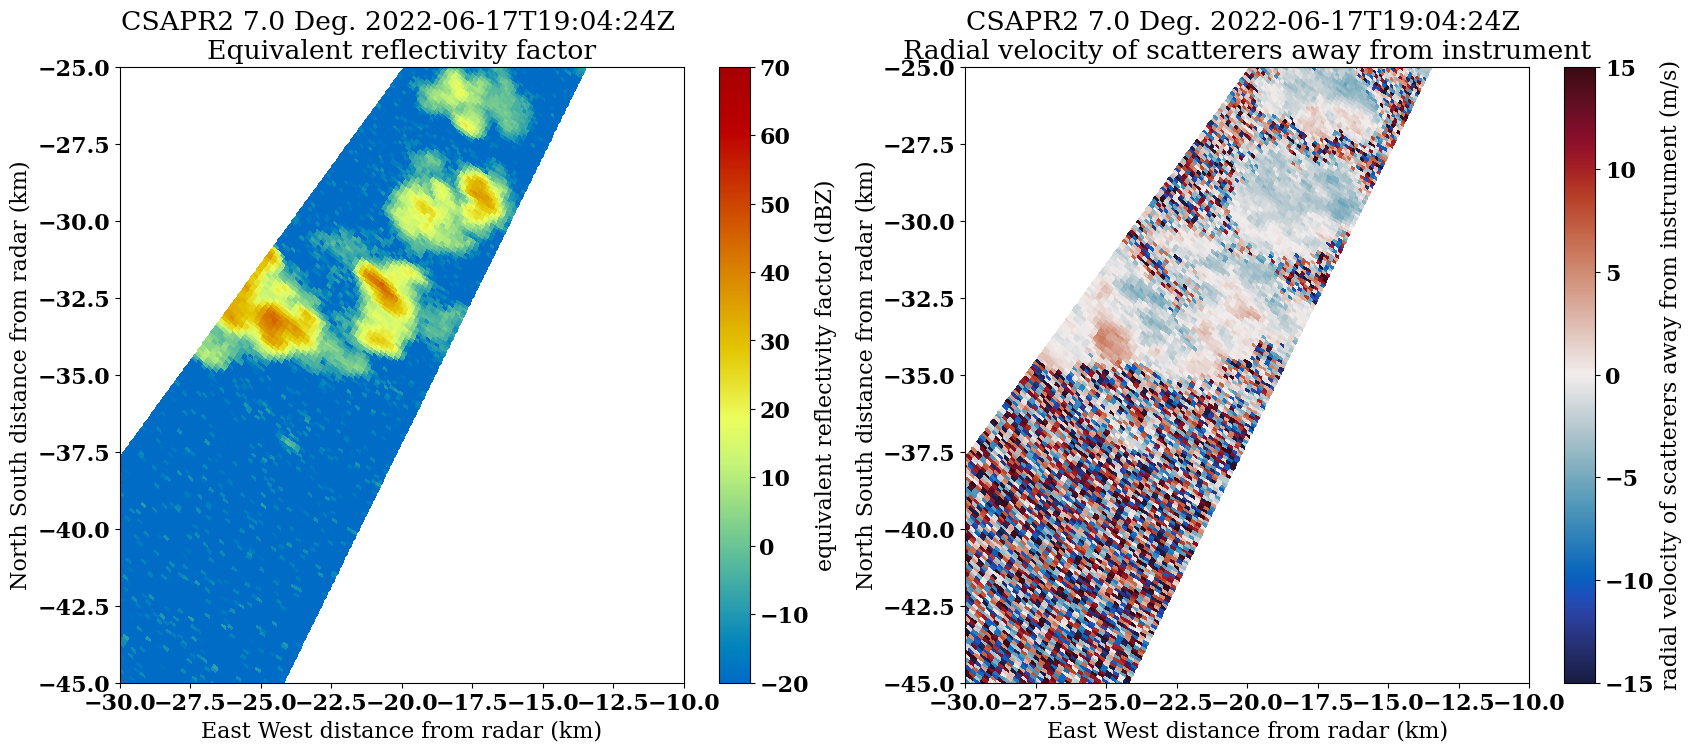 CSAPR2 7.0 Deg. 2022-06-17T19:04:24Z
Equivalent reflectivity factor
−25.0
−27.5
−30.0
−32.5
−35.0
−37.5
−40.0
−42.5
−45.0
North South distance from radar (km)
−30.0 −27.5 −25.0 −22.5 −20.0 −17.5 −15.0 −12.5 −10.0
East West distance from radar (km)
70
60
50
40
30
20
10
0
−10
−20
equivalent reflectivity factor (dBZ)
CSAPR2 7.0 Deg. 2022-06-17T19:04:24Z
Radial velocity of scatterers away from instrument
−25.0
−27.5
−30.0
−32.5
−35.0
−37.5
−40.0
−42.5
−45.0
North South distance from radar (km)
−30.0 −27.5 −25.0 −22.5 −20.0 −17.5 −15.0 −12.5 −10.0
East West distance from radar (km)
15
10
5
0
−5
−10
−15
radial velocity of scatterers away from instrument (m/s)